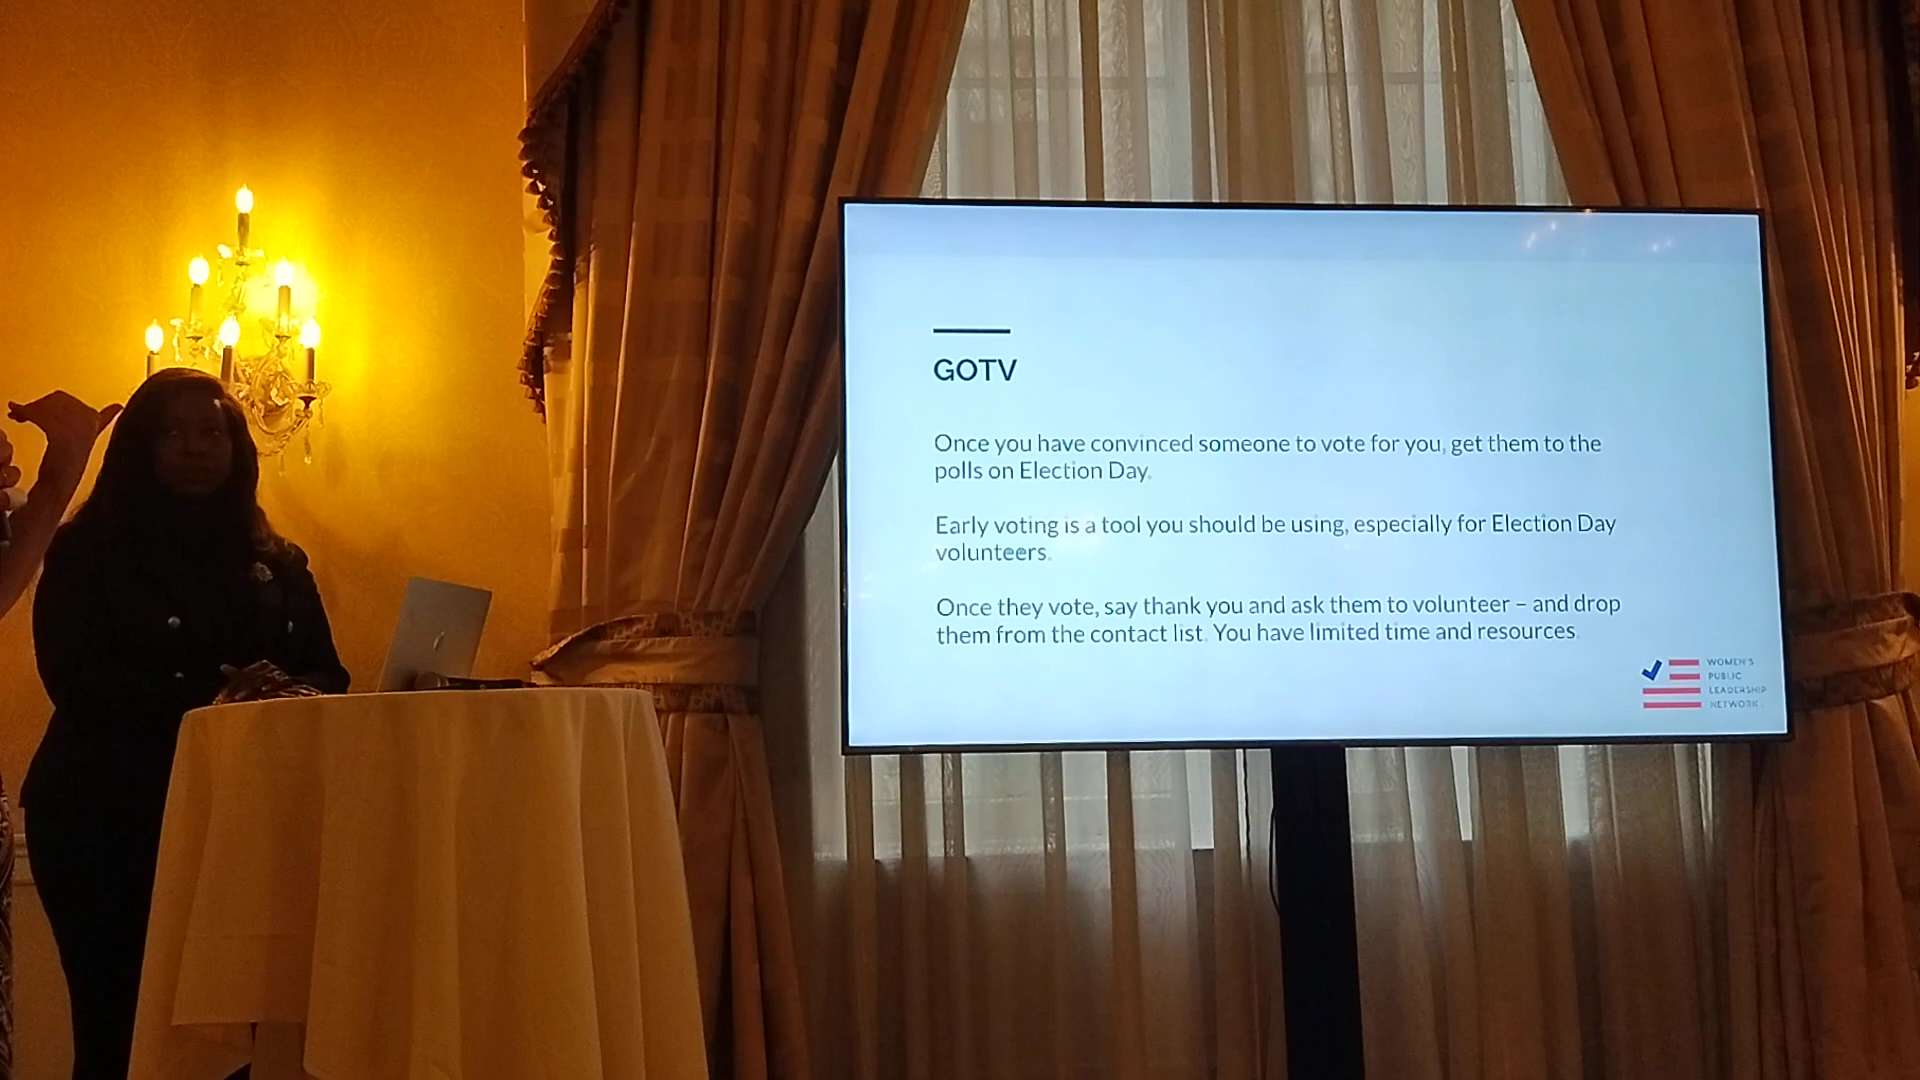 GOTV
Once you have convinced someone to vote for you, get them to the
polls on Election Day.
Early voting is a tool you should be using, especially for Election Day
volunteers.
Once they vote, say thank you and ask them to volunteer – and drop
them from the contact list. You have limited time and resources.
WOMEN'S
PUBLIC
LEADERSHIP
NETWORK